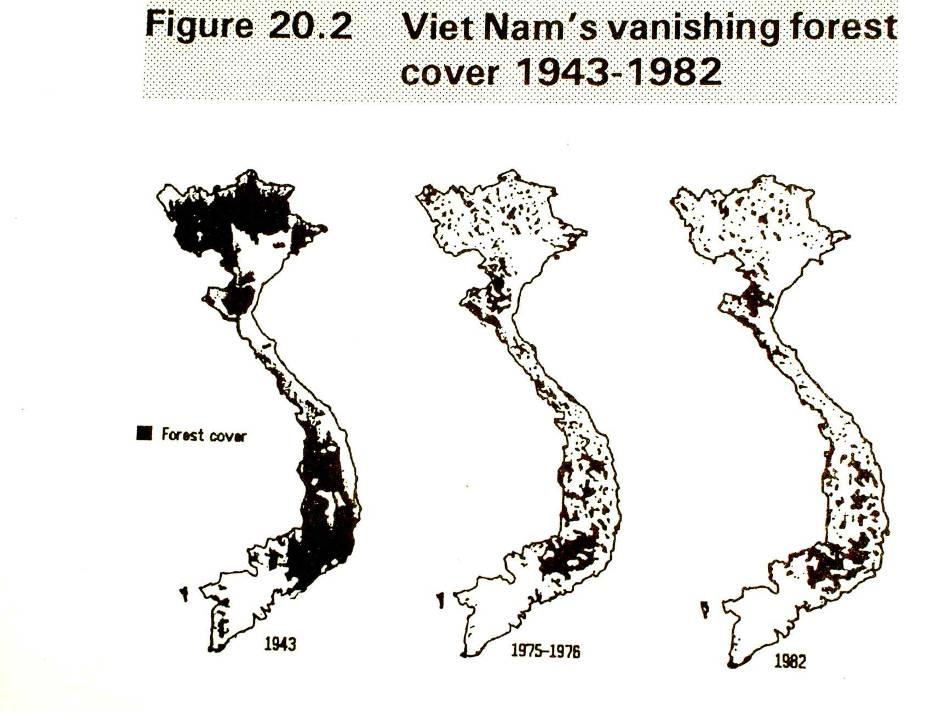 Figure 20.2 Viet Nam's vanishing forest
cover 1943-1982
Forest cover
1943
1975-1976
1982